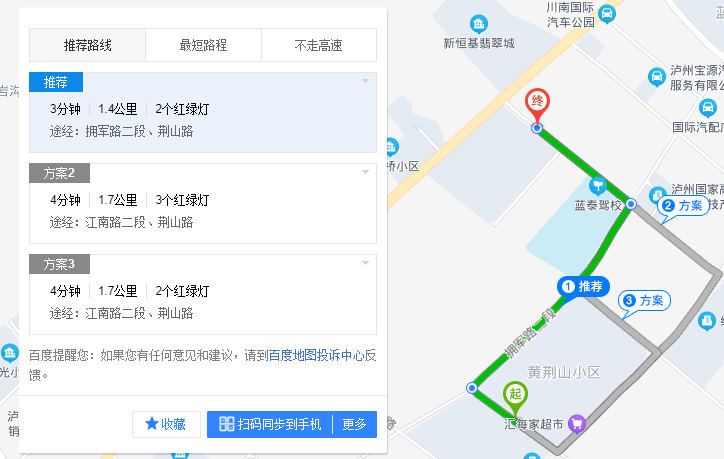 推荐路线
最短路程
不走高速
推荐
3分钟 1.4公里 2个红绿灯
途经：拥军路二段、荆山路
方案2
4分钟 1.7公里 3个红绿灯
途经：江南路二段、荆山路
方案3
4分钟 1.7公里 2个红绿灯
途经：江南路二段、荆山路
百度提醒您：如果您有任何意见和建议，请到百度地图投诉中心反
馈。
收藏
扫码同步到手机
更多
川南国际
汽车公园
新恒基翡翠城
泸州宝源汽
服务有限公
国际汽配广
终
桥小区
蓝泰驾校
泸州国家高
技产
2 方案
1 推荐
3 方案
拥军路二段
黄荆山小区
起
汇每家超市
岩沟
光小
泸
销
路